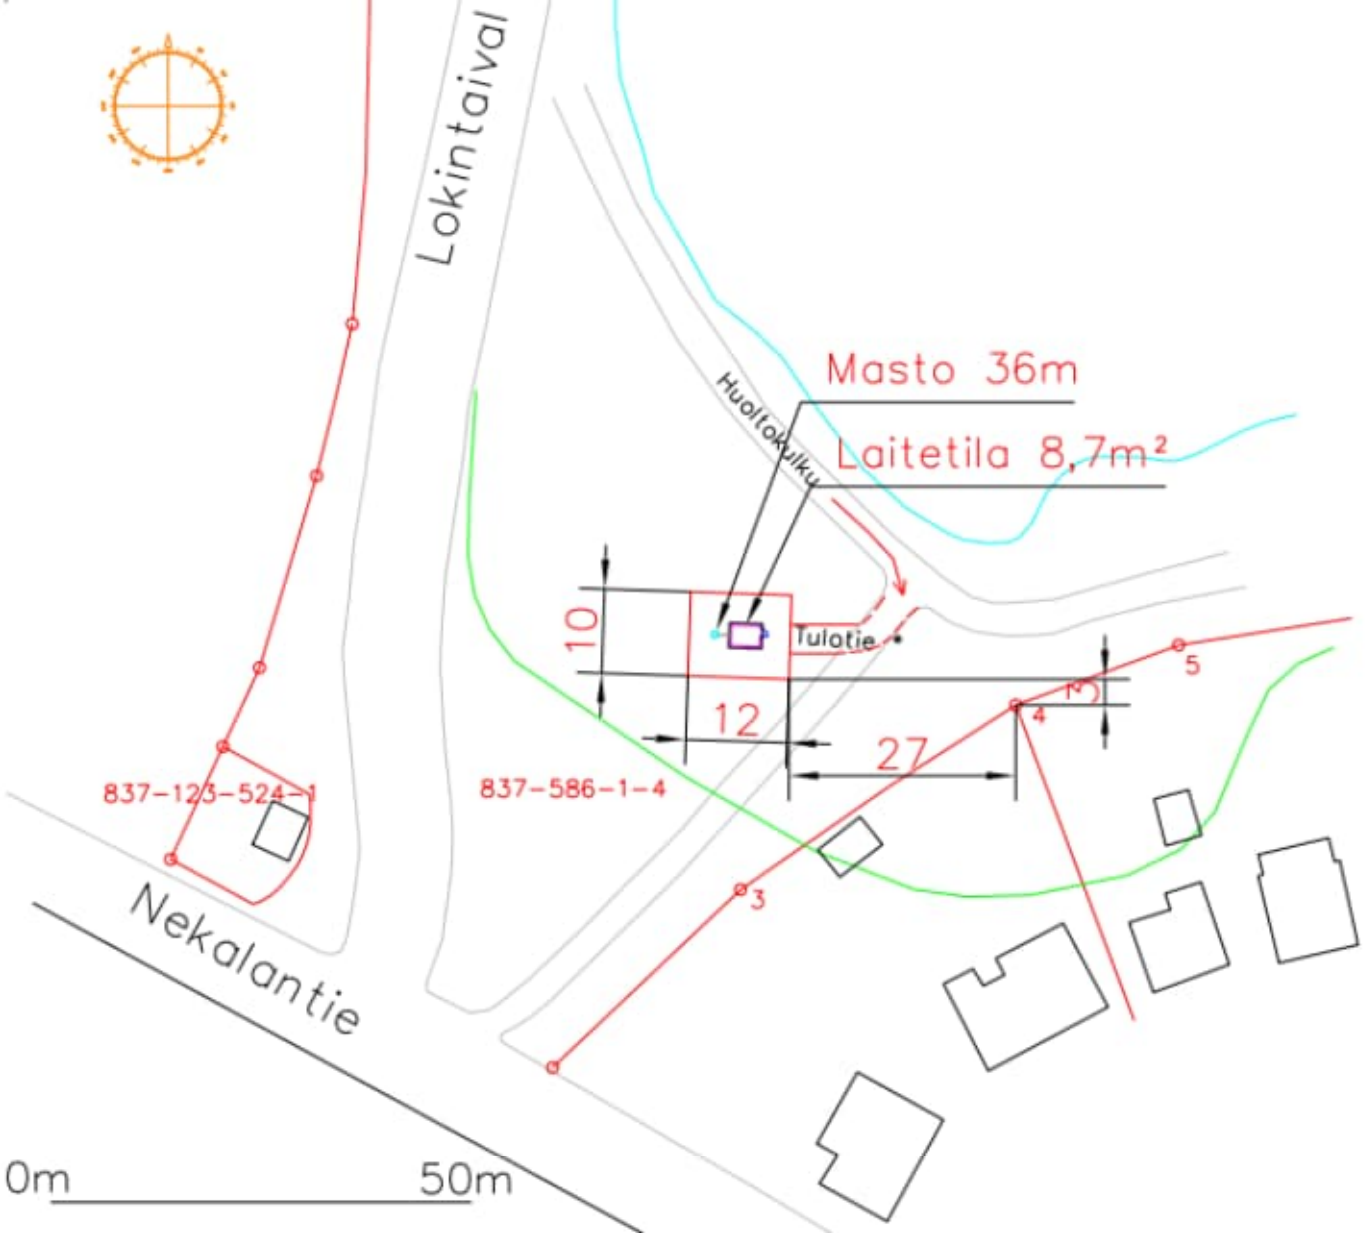 Lokintaival
Masto 36m
Huoltokulku
Laitetila 8,7m²
10
Tulotie
5
3
4
12
27
837-123-524-1
837-586-1-4
3
Nekalantie
0m
50m